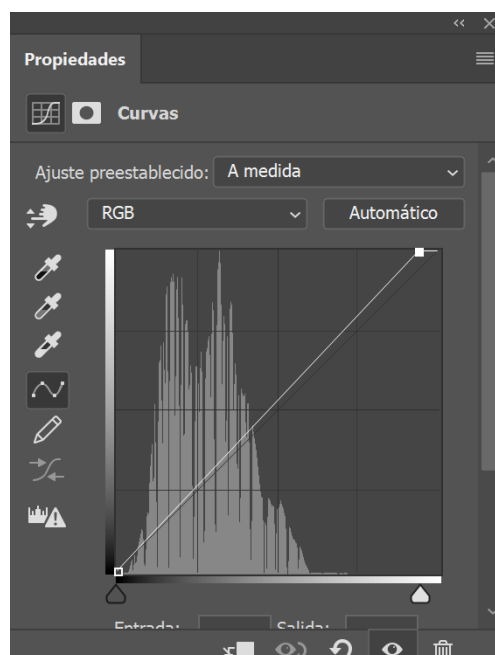 Propiedades
Curvas
Ajuste preestablecido: A medida
RGB Automático
Entrada: Salida: